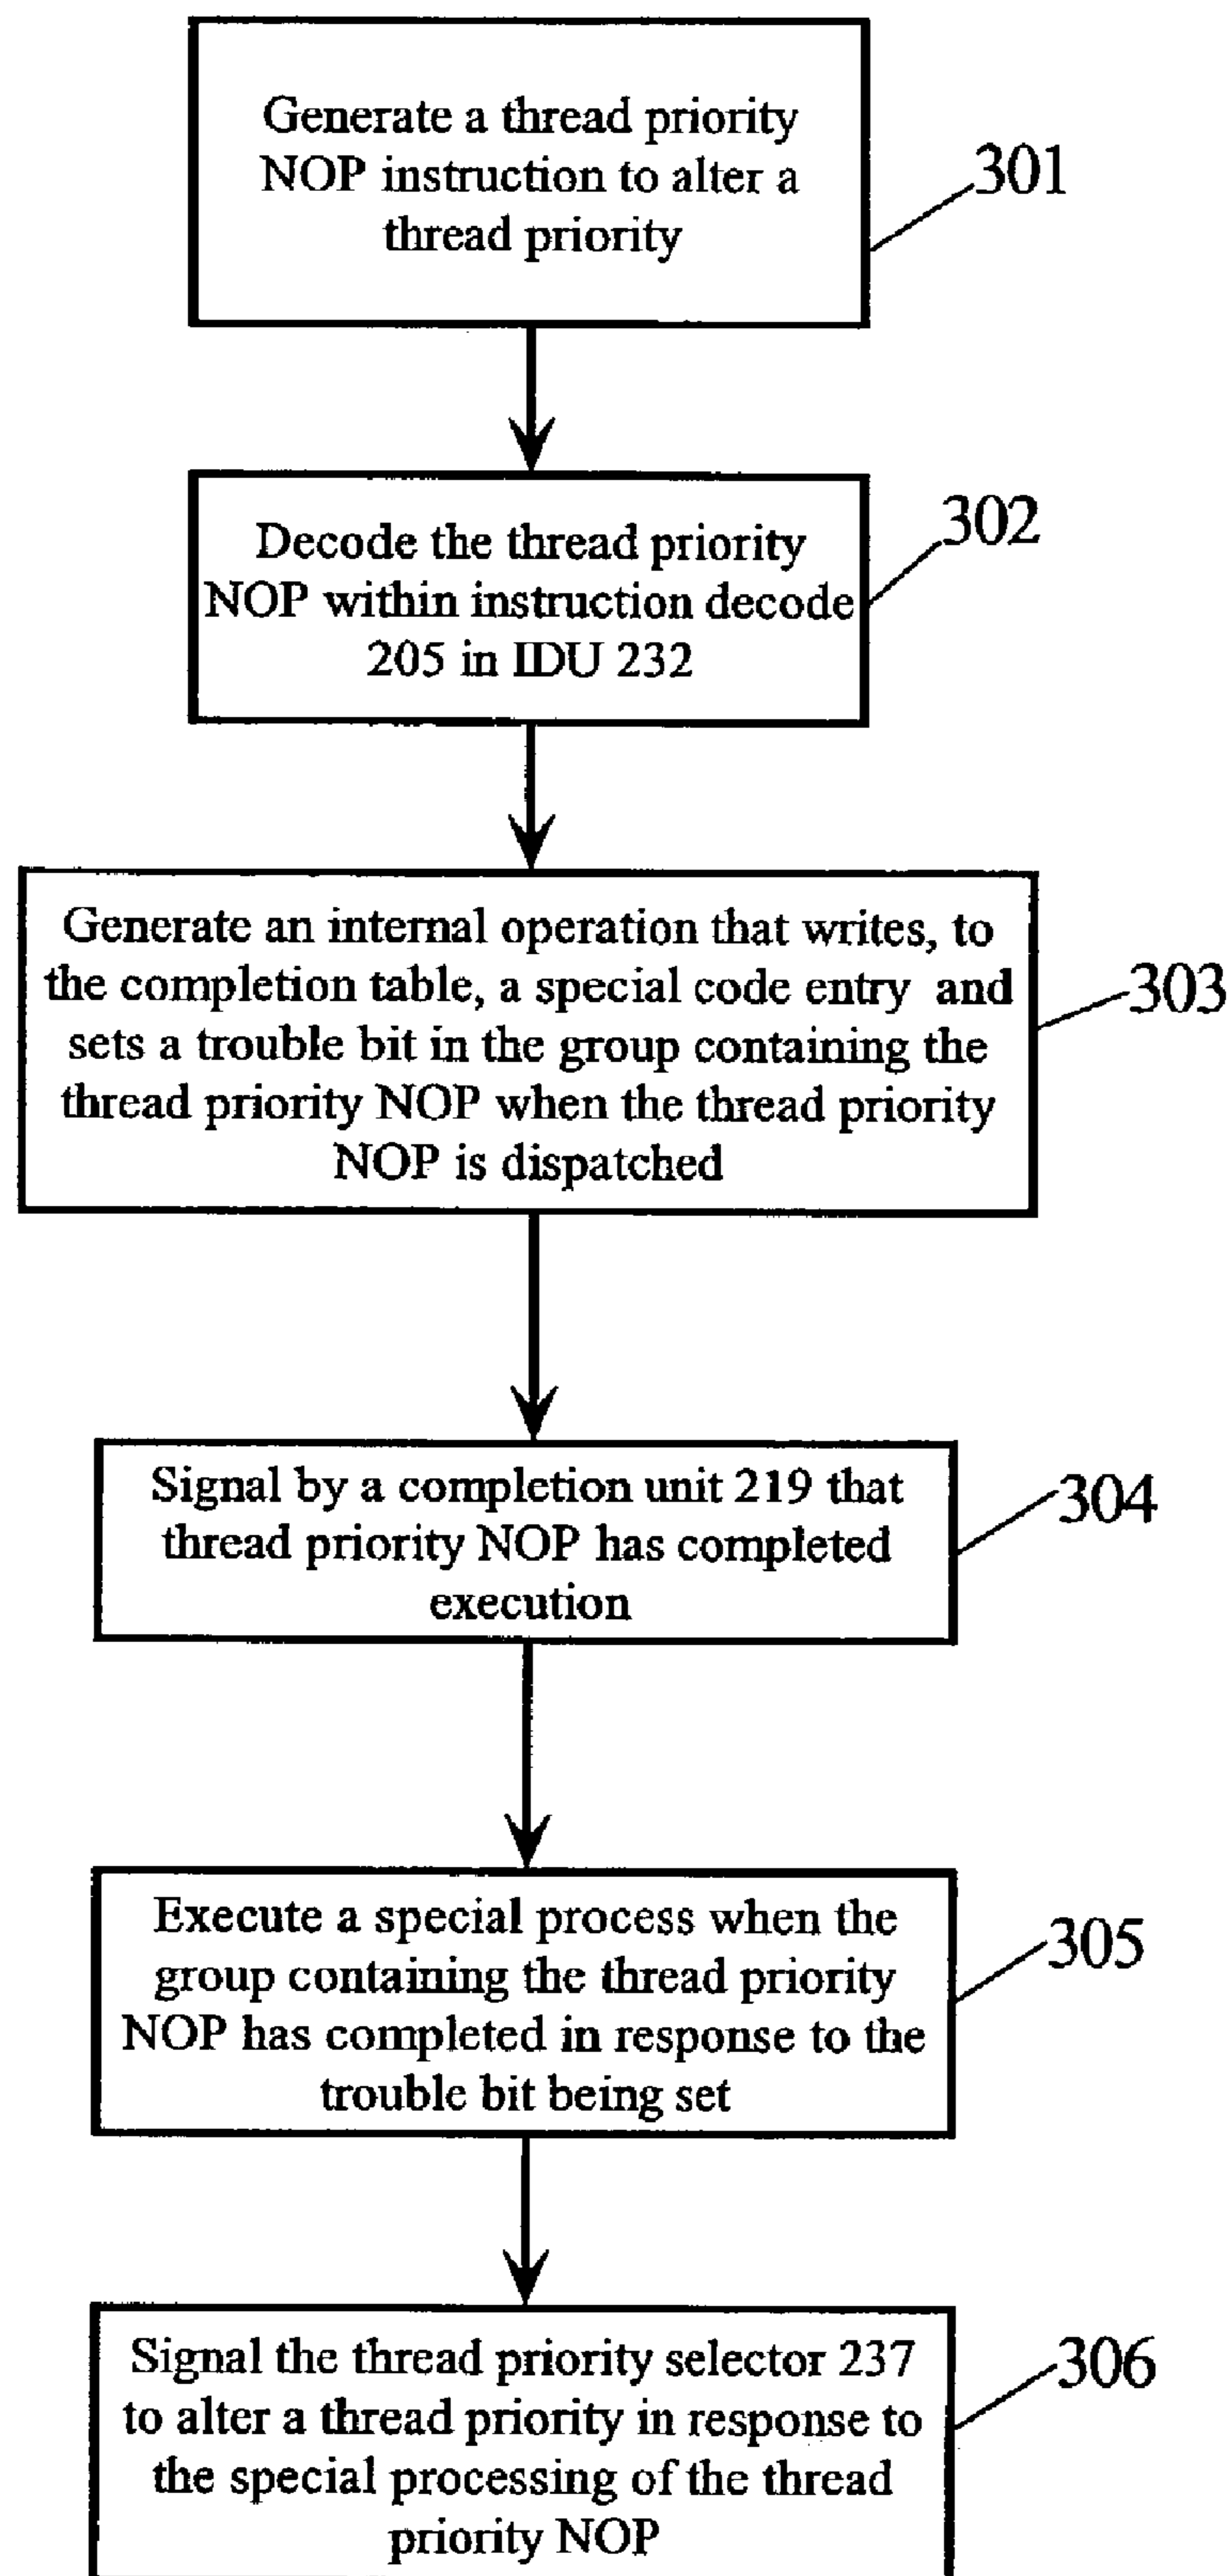 Generate a thread priority
NOP instruction to alter a
thread priority
301
Decode the thread priority
NOP within instruction decode
205 in IDU 232
302
Generate an internal operation that writes, to
the completion table, a special code entry and
sets a trouble bit in the group containing the
thread priority NOP when the thread priority
NOP is dispatched
303
Signal by a completion unit 219 that
thread priority NOP has completed
execution
304
Execute a special process when the
group containing the thread priority
NOP has completed in response to the
trouble bit being set
305
Signal the thread priority selector 237
to alter a thread priority in response to
the special processing of the thread
priority NOP
306